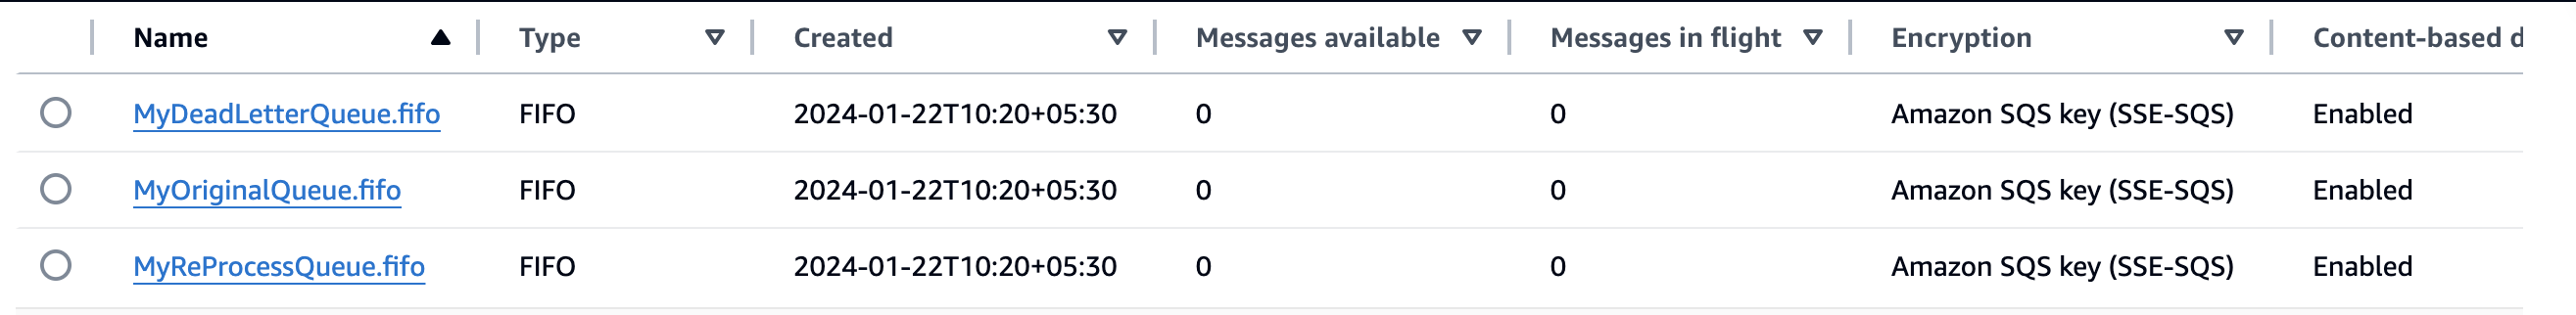 Name Type Created Messages available Messages in flight Encryption Content-based d
MyDeadLetterQueue.fifo FIFO 2024-01-22T10:20+05:30 0 0 Amazon SQS key (SSE-SQS) Enabled
MyOriginalQueue.fifo FIFO 2024-01-22T10:20+05:30 0 0 Amazon SQS key (SSE-SQS) Enabled
MyReProcessQueue.fifo FIFO 2024-01-22T10:20+05:30 0 0 Amazon SQS key (SSE-SQS) Enabled